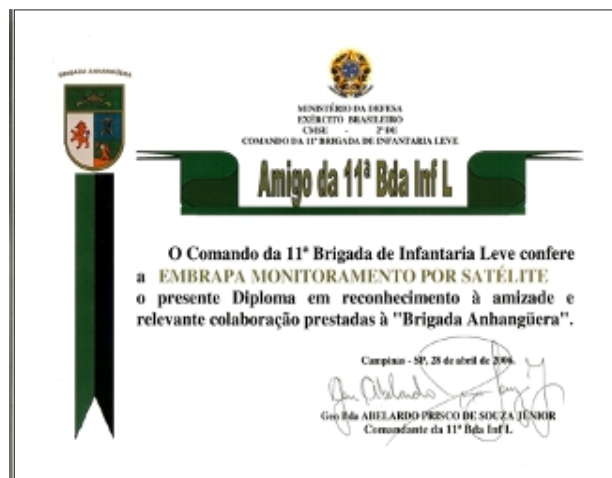 BRIGADA ANHANGÜERA
MINISTÉRIO DA DEFESA
EXÉRCITO BRASILEIRO
CMSE - 2ª DE
COMANDO DA 11ª BRIGADA DE INFANTARIA LEVE
Amigo da 11ª Bda Inf L
O Comando da 11ª Brigada de Infantaria Leve confere
a EMBRAPA MONITORAMENTO POR SATÉLITE
o presente Diploma em reconhecimento à amizade e
relevante colaboração prestadas à "Brigada Anhangüera".
Campinas - SP, 28 de abril de 2006
Gen Bda ABELARDO PRISCO DE SOUZA JÚNIOR
Comandante da 11ª Bda Inf L